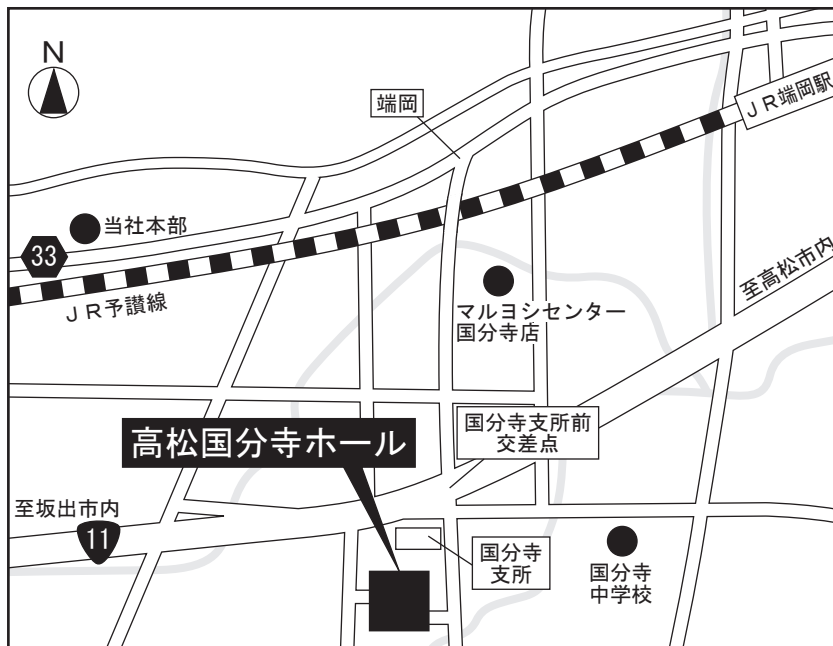 N
端岡
JR端岡駅
当社本部
33
JR予讃線
マルヨシセンター
国分寺店
至高松市内
国分寺支所前
交差点
高松国分寺ホール
至坂出市内
11
国分寺
支所
国分寺
中学校